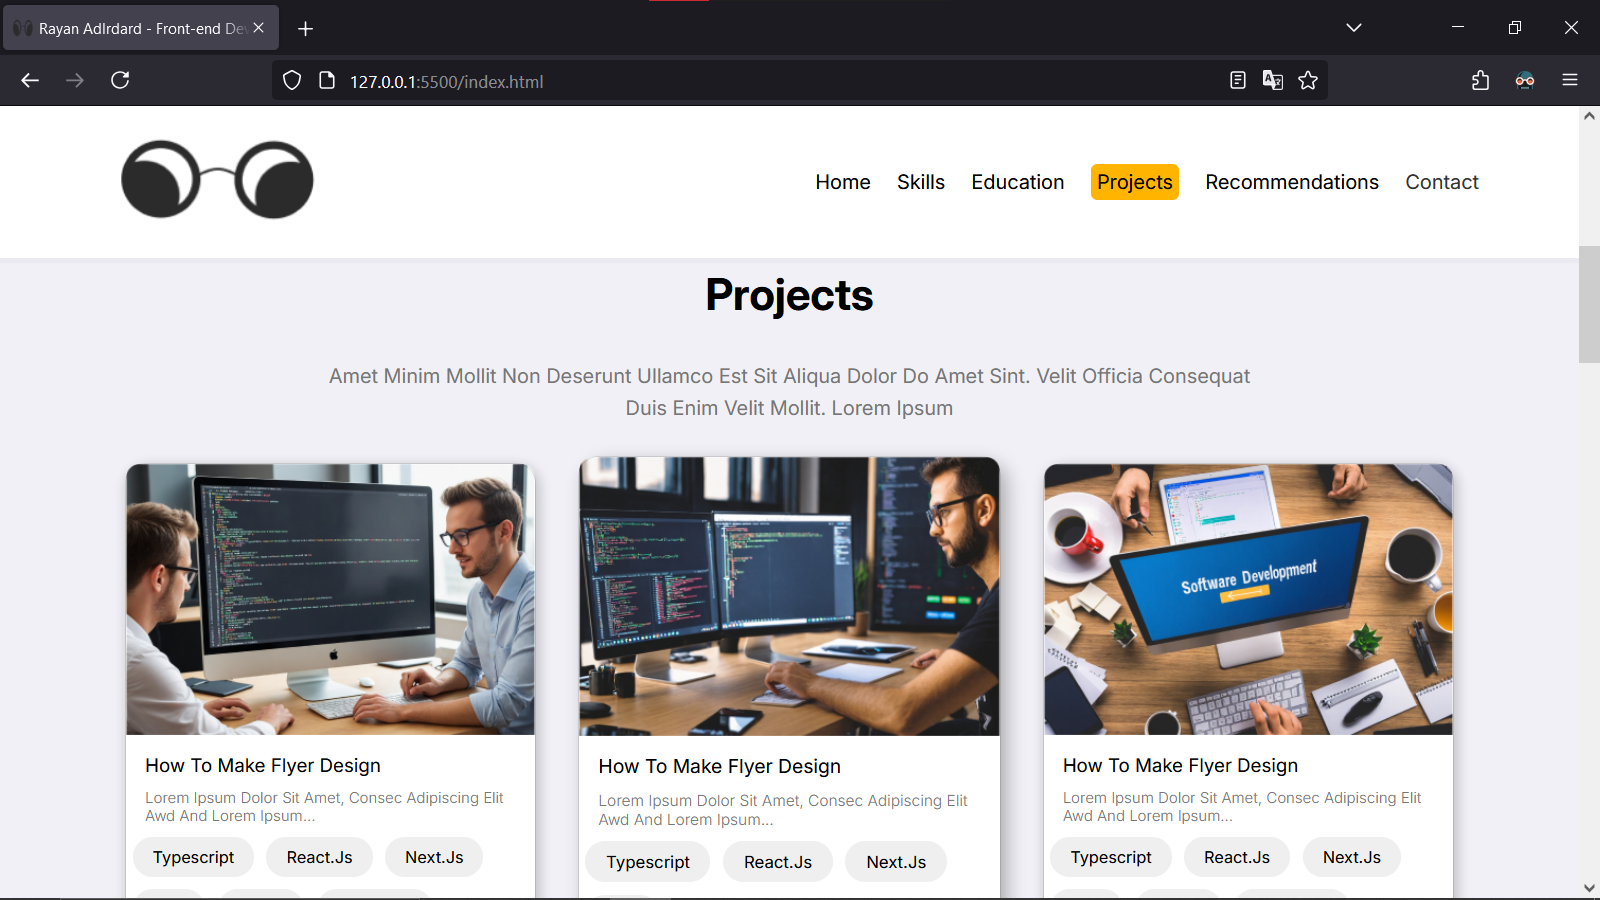 Rayan Adlrdard - Front-end Dev
127.0.0.1:5500/index.html
Home Skills Education Projects Recommendations Contact
Projects
Amet Minim Mollit Non Deserunt Ullamco Est Sit Aliqua Dolor Do Amet Sint. Velit Officia Consequat
Duis Enim Velit Mollit. Lorem Ipsum
Software Development
How To Make Flyer Design
Lorem Ipsum Dolor Sit Amet, Consec Adipiscing Elit
Awd And Lorem Ipsum...
Typescript React.Js Next.Js
How To Make Flyer Design
Lorem Ipsum Dolor Sit Amet, Consec Adipiscing Elit
Awd And Lorem Ipsum...
Typescript React.Js Next.Js
How To Make Flyer Design
Lorem Ipsum Dolor Sit Amet, Consec Adipiscing Elit
Awd And Lorem Ipsum...
Typescript React.Js Next.Js